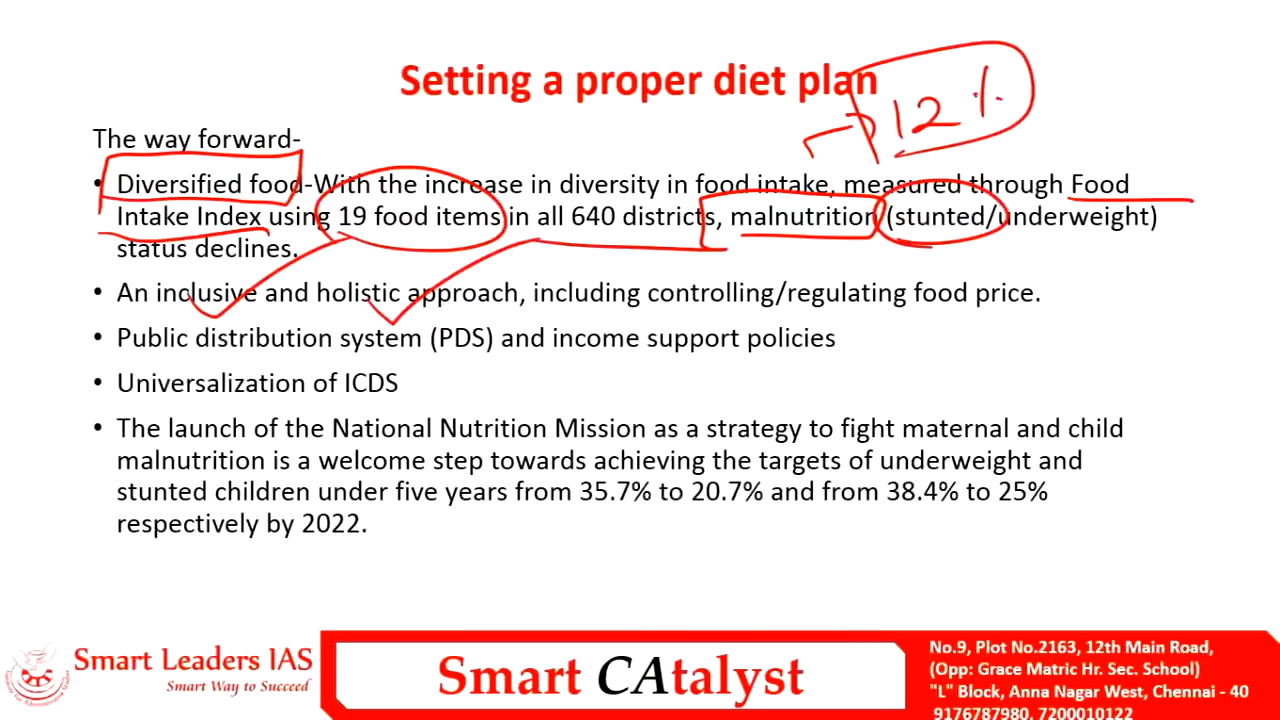 Setting a proper diet plan
12 %
The way forward-
• Diversified food-With the increase in diversity in food intake, measured through Food
Intake Index using 19 food items in all 640 districts, malnutrition (stunted/underweight)
status declines.
• An inclusive and holistic approach, including controlling/regulating food price.
• Public distribution system (PDS) and income support policies
• Universalization of ICDS
• The launch of the National Nutrition Mission as a strategy to fight maternal and child
malnutrition is a welcome step towards achieving the targets of underweight and
stunted children under five years from 35.7% to 20.7% and from 38.4% to 25%
respectively by 2022.
Smart Leaders IAS
Smart Way to Succeed
Smart CAtalyst
No.9, Plot No.2163, 12th Main Road,
(Opp: Grace Matric Hr. Sec. School)
"L" Block, Anna Nagar West, Chennai - 40
9176787980, 7200010122